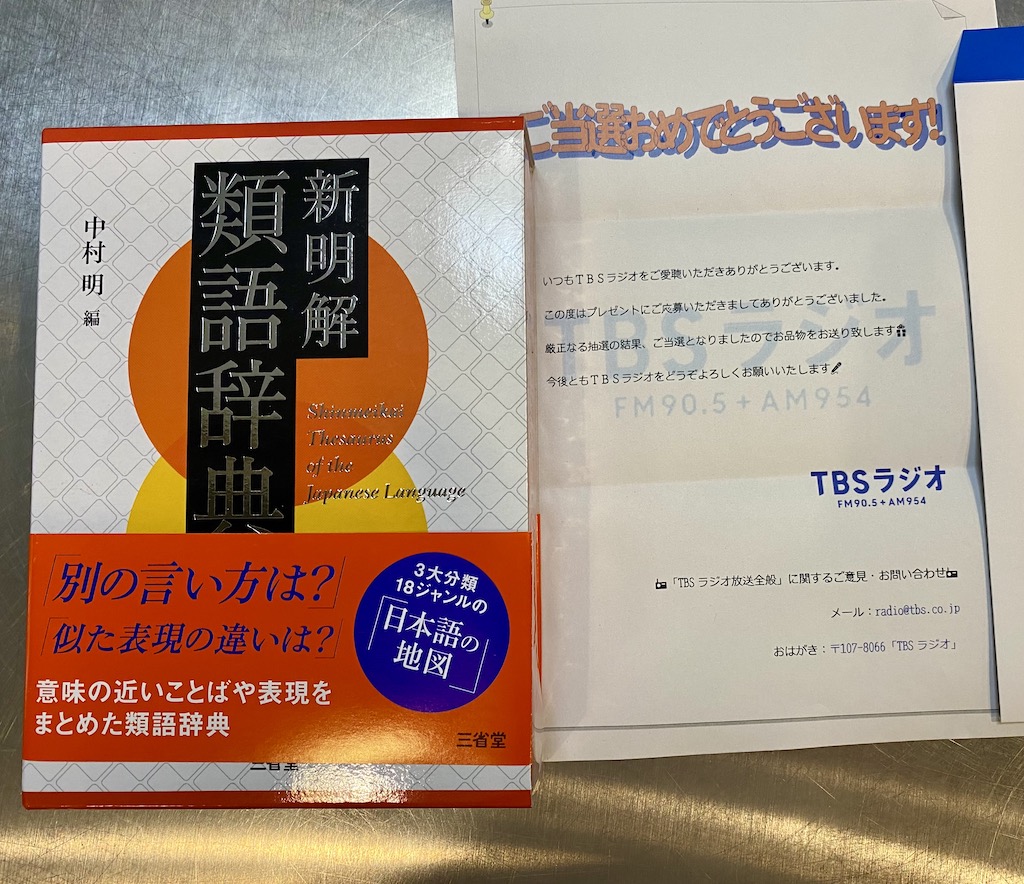 新明解
類語辞典
中村明 編
Shinmeikai
Thesaurus
of the
Japanese Language
「別の言い方は?」
「似た表現の違いは?」
意味の近いことばや表現を
まとめた類語辞典
3大分類
18ジャンルの
「日本語の
地図」
三省堂
三省堂
ご当選おめでとうございます!
いつもTBSラジオをご愛聴いただきありがとうございます。
この度はプレゼントにご応募いただきましてありがとうございました。
厳正なる抽選の結果、ご当選となりましたのでお品物をお送り致します
今後ともTBSラジオをどうぞよろしくお願いいたします
TBSラジオ
FM90.5+AM954
TBSラジオ
FM90.5+AM954
「TBSラジオ放送全般」に関するご意見・お問い合わせ
メール:radio@tbs.co.jp
おはがき:〒107-8066「TBSラジオ」